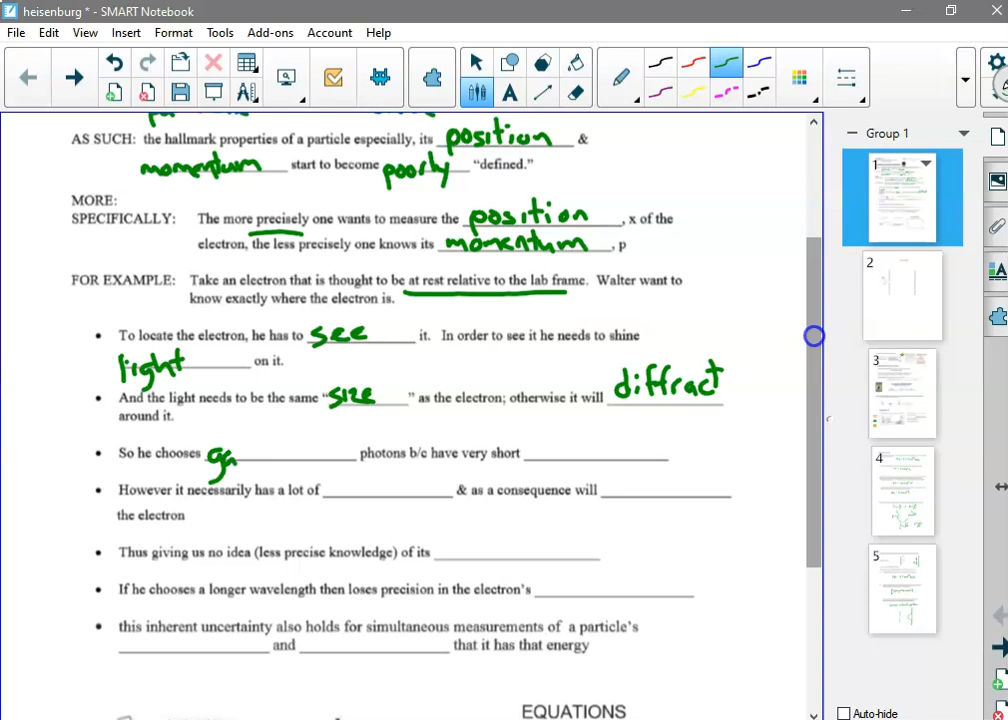 heisenburg * - SMART Notebook
File Edit View Insert Format Tools Add-ons Account Help
AS SUCH: the hallmark properties of a particle especially, its position &
momentum start to become poorly “defined.”
MORE:
SPECIFICALLY: The more precisely one wants to measure the position, x of the
electron, the less precisely one knows its momentum, p
FOR EXAMPLE: Take an electron that is thought to be at rest relative to the lab frame. Walter want to
know exactly where the electron is.
• To locate the electron, he has to see it. In order to see it he needs to shine
light on it.
• And the light needs to be the same “size” as the electron; otherwise it will diffract
around it.
• So he chooses ga photons b/c have very short
• However it necessarily has a lot of & as a consequence will
the electron
• Thus giving us no idea (less precise knowledge) of its
• If he chooses a longer wavelength then loses precision in the electron's
• this inherent uncertainty also holds for simultaneous measurements of a particle's
and that it has that energy
EQUATIONS
Group 1
1
2
3
4
5
Auto-hide